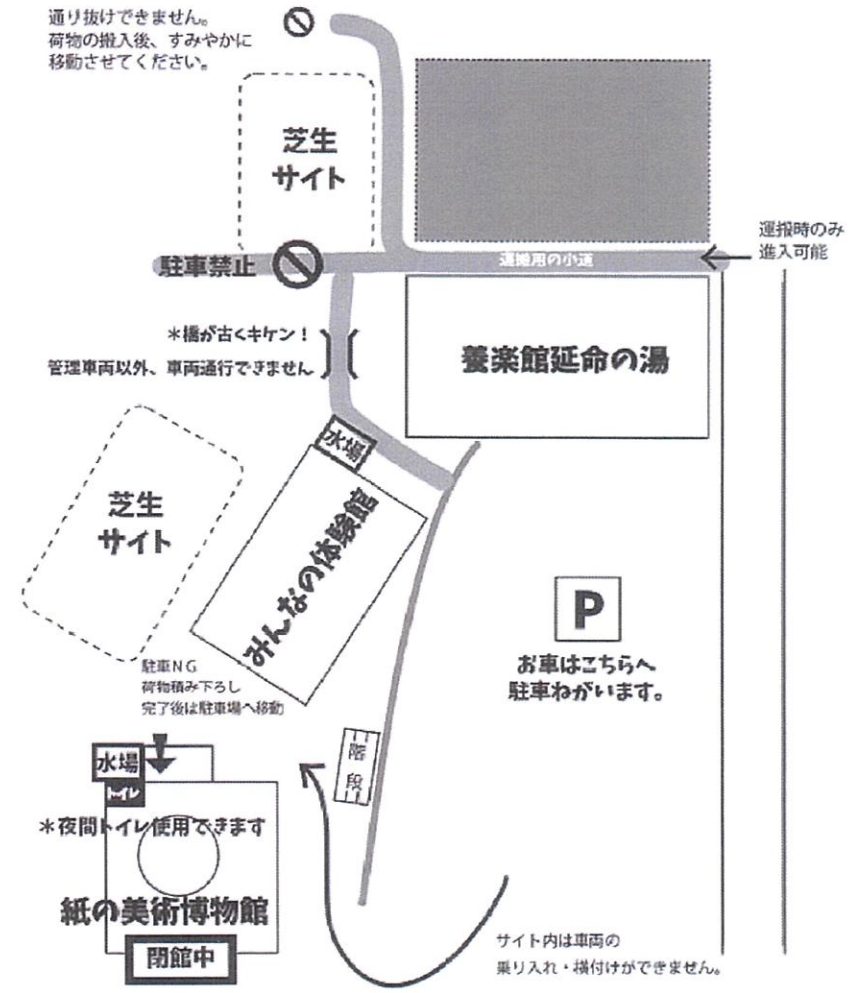 通り抜けできません。
荷物の搬入後、すみやかに
移動させてください。
芝生
サイト
運搬時のみ
進入可能
駐車禁止
運搬用の小道
*橋が古くキケン！
管理車両以外、車両通行できません
養楽館延命の湯
水場
芝生
サイト
みんなの体験館
P
お車はこちらへ
駐車ねがいます。
駐車NG
荷物積み下ろし
完了後は駐車場へ移動
階段
水場
トイレ
*夜間トイレ使用できます
紙の美術博物館
閉館中
サイト内は車両の
乗り入れ・横付けができません。